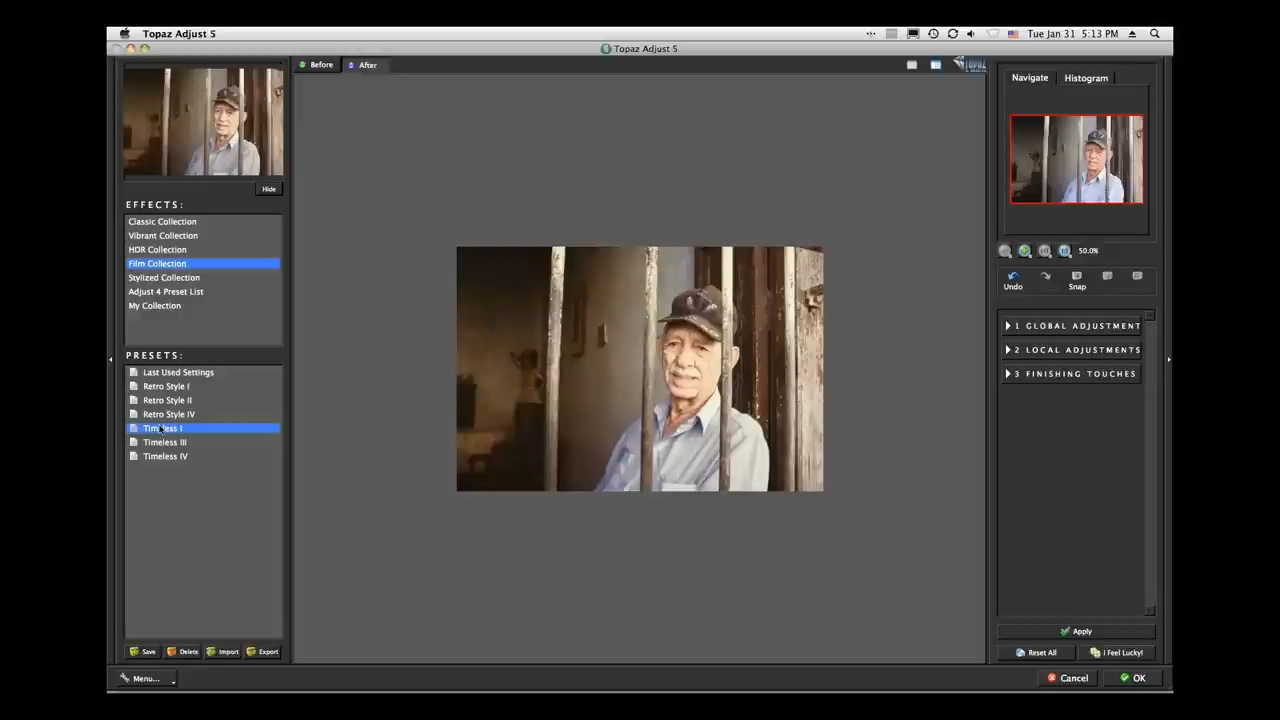 Topaz Adjust 5
Tue Jan 31 5:13 PM
Topaz Adjust 5
Before
After
TOPAZ
Navigate
Histogram
Hide
EFFECTS:
Classic Collection
Vibrant Collection
HDR Collection
Film Collection
Stylized Collection
Adjust 4 Preset List
My Collection
50.0%
Undo
Snap
1 GLOBAL ADJUSTMENT
2 LOCAL ADJUSTMENTS
3 FINISHING TOUCHES
PRESETS:
Last Used Settings
Retro Style I
Retro Style II
Retro Style IV
Timeless I
Timeless III
Timeless IV
Apply
Save
Delete
Import
Export
Reset All
I Feel Lucky!
Menu...
Cancel
OK